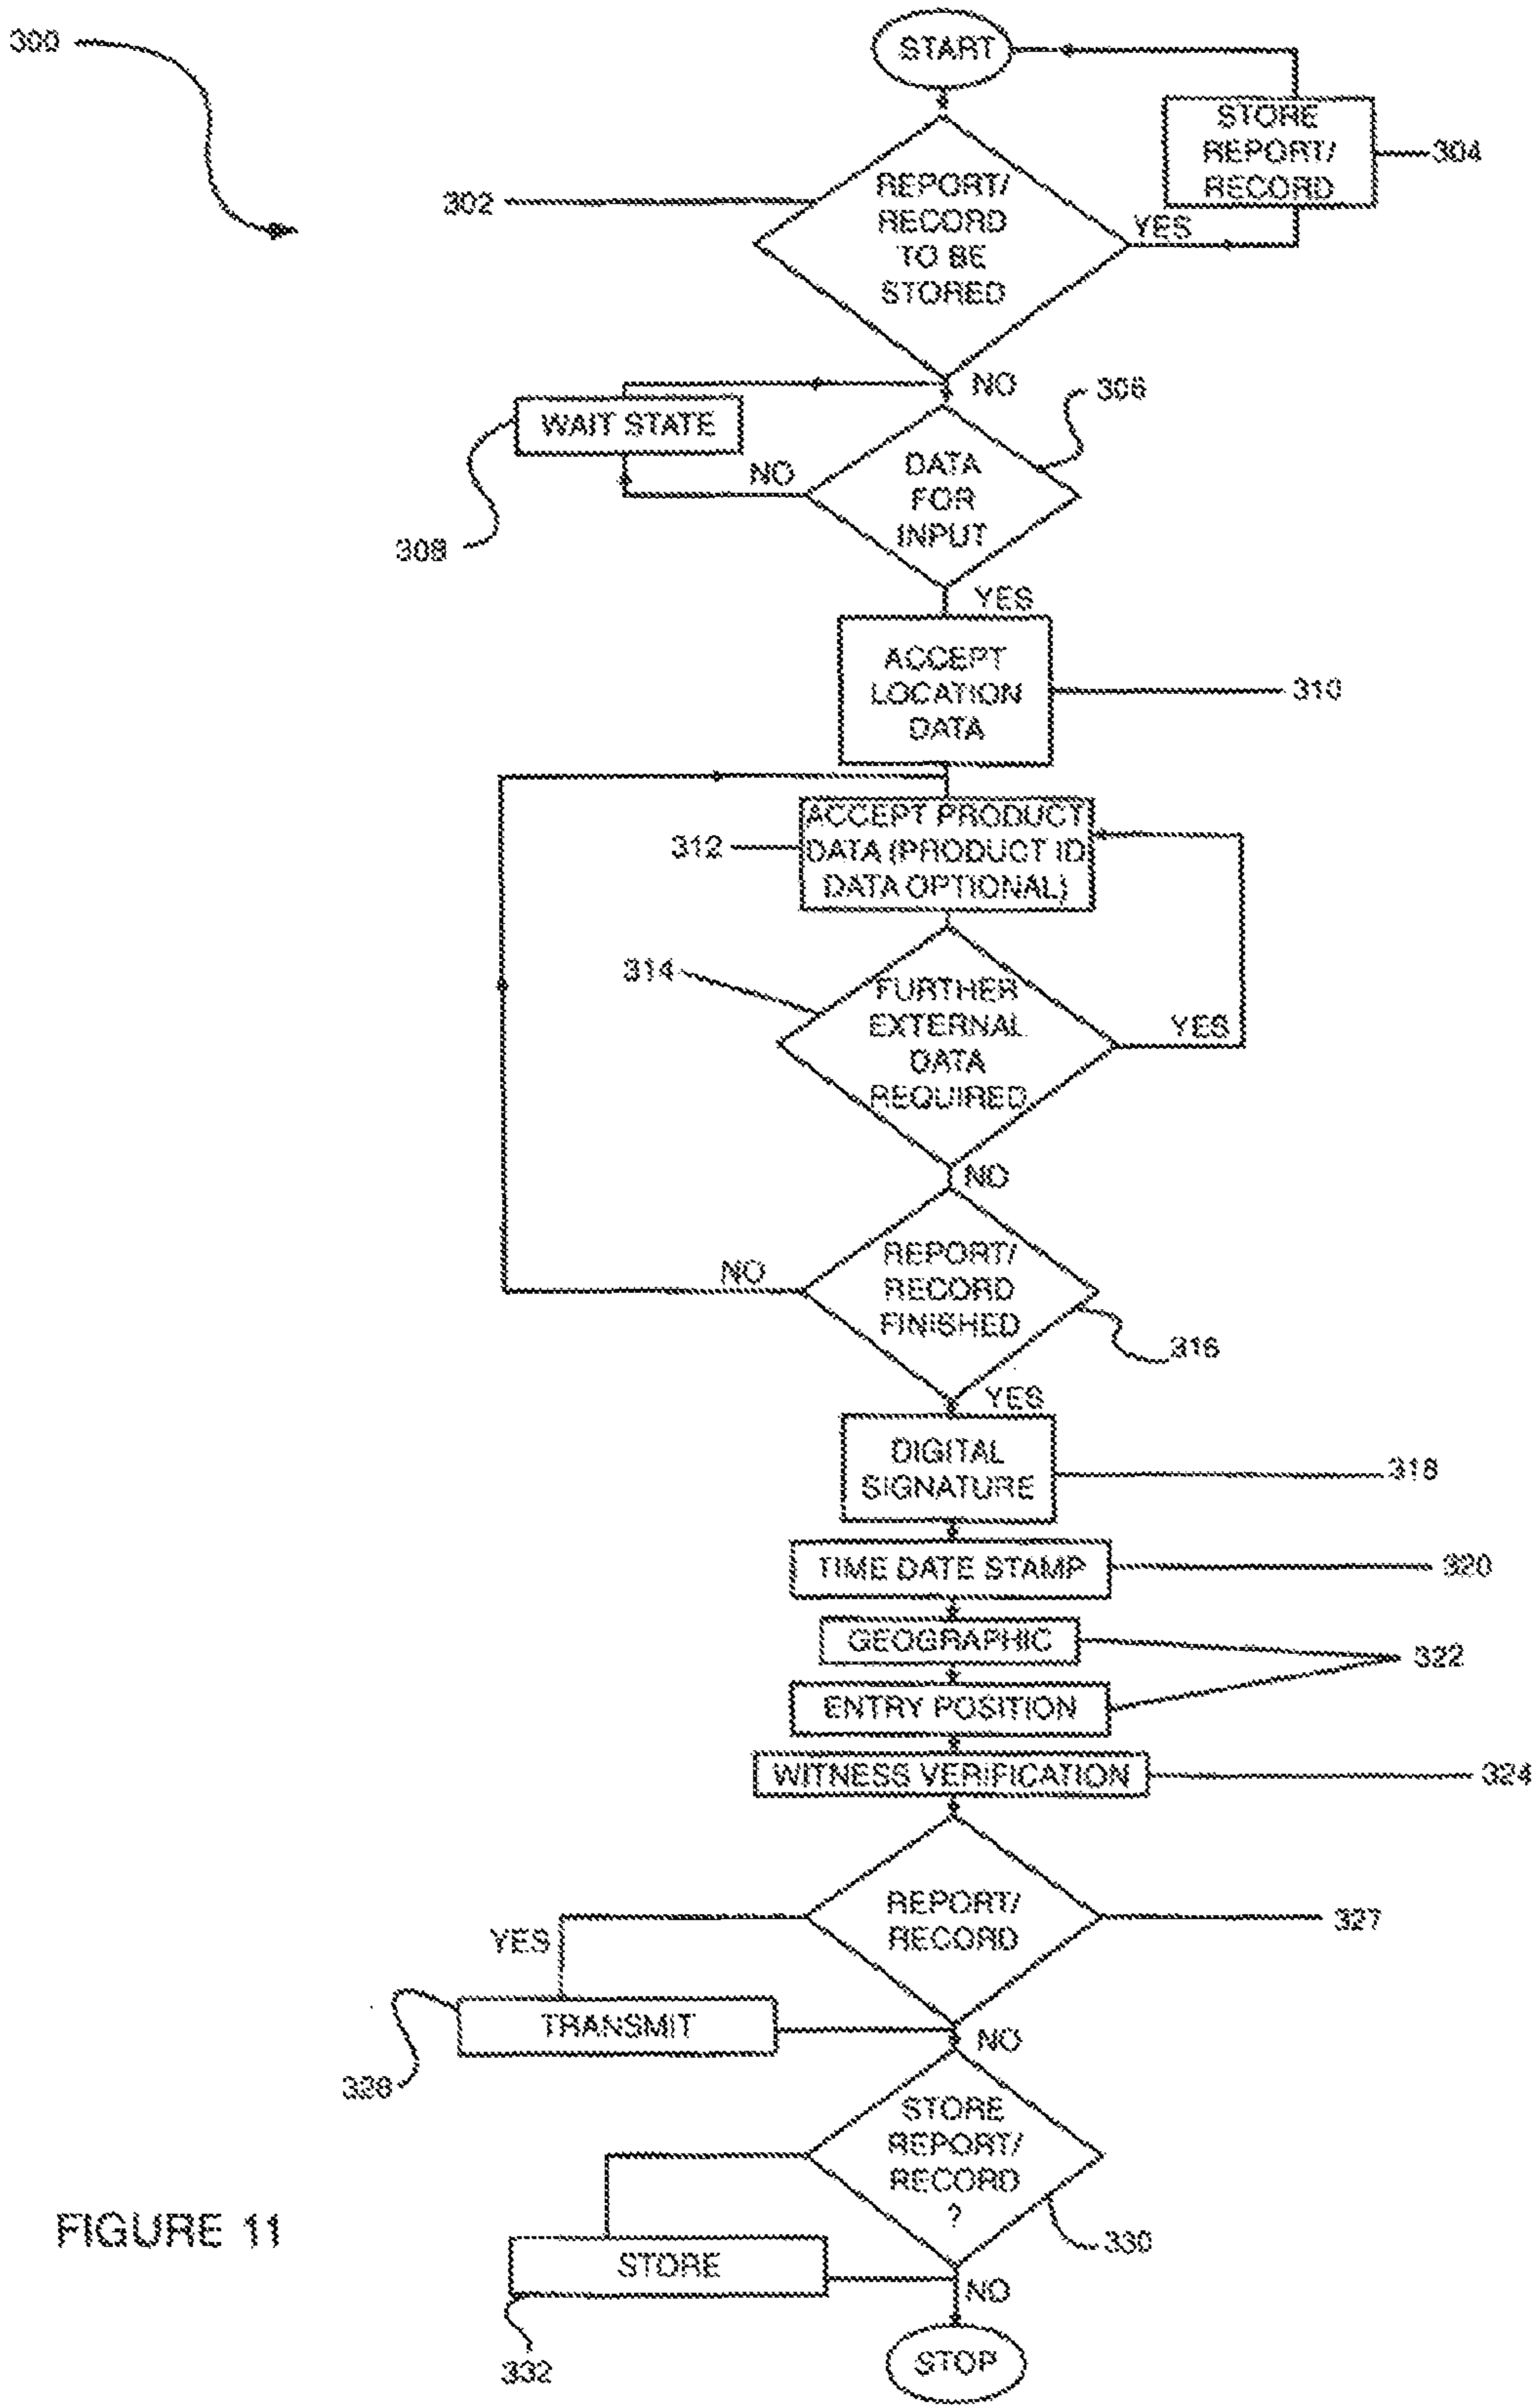 300
START
STORE
REPORT/
RECORD
304
302
REPORT/
RECORD
TO BE
STORED
YES
NO
306
WAIT STATE
308
NO
DATA
FOR
INPUT
YES
ACCEPT
LOCATION
DATA
310
312
ACCEPT PRODUCT
DATA (PRODUCT ID
DATA OPTIONAL)
314
FURTHER
EXTERNAL
DATA
REQUIRED
YES
NO
NO
REPORT/
RECORD
FINISHED
316
YES
DIGITAL
SIGNATURE
318
TIME DATE STAMP
320
GEOGRAPHIC
322
ENTRY POSITION
WITNESS VERIFICATION
324
REPORT/
RECORD
327
YES
TRANSMIT
328
NO
STORE
REPORT/
RECORD
?
330
STORE
332
NO
STOP
FIGURE 11